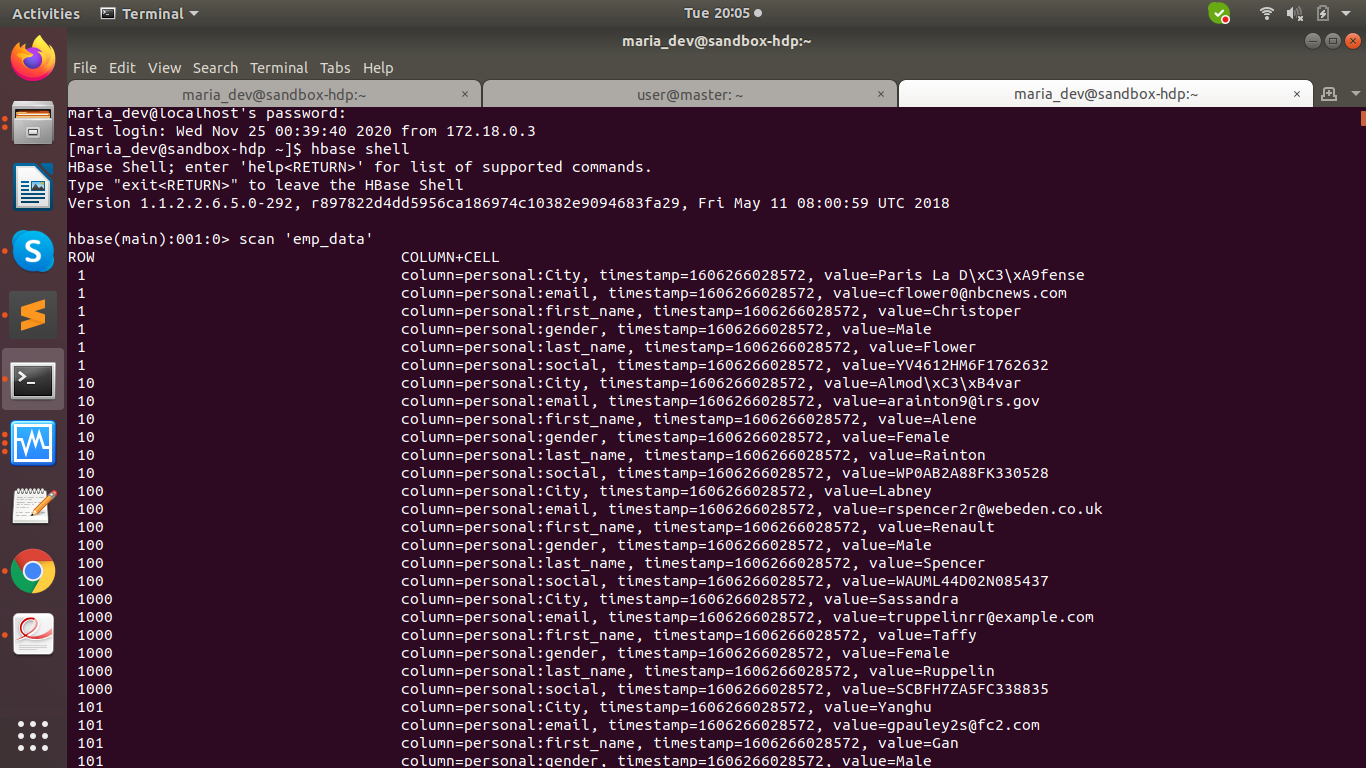 Activities Terminal Tue 20:05
maria_dev@sandbox-hdp:~
File Edit View Search Terminal Tabs Help
maria_dev@sandbox-hdp:~ × user@master: ~ × maria_dev@sandbox-hdp:~ ×
maria_dev@localhost's password:
Last login: Wed Nov 25 00:39:40 2020 from 172.18.0.3
[maria_dev@sandbox-hdp ~]$ hbase shell
HBase Shell; enter 'help<RETURN>' for list of supported commands.
Type "exit<RETURN>" to leave the HBase Shell
Version 1.1.2.2.6.5.0-292, r897822d4dd5956ca186974c10382e9094683fa29, Fri May 11 08:00:59 UTC 2018
hbase(main):001:0> scan 'emp_data'
ROW COLUMN+CELL
1 column=personal:City, timestamp=1606266028572, value=Paris La D\xC3\xA9fense
1 column=personal:email, timestamp=1606266028572, value=cflower0@nbcnews.com
1 column=personal:first_name, timestamp=1606266028572, value=Christoper
1 column=personal:gender, timestamp=1606266028572, value=Male
1 column=personal:last_name, timestamp=1606266028572, value=Flower
1 column=personal:social, timestamp=1606266028572, value=YV4612HM6F1762632
10 column=personal:City, timestamp=1606266028572, value=Almod\xC3\xB4var
10 column=personal:email, timestamp=1606266028572, value=arainton9@irs.gov
10 column=personal:first_name, timestamp=1606266028572, value=Alene
10 column=personal:gender, timestamp=1606266028572, value=Female
10 column=personal:last_name, timestamp=1606266028572, value=Rainton
10 column=personal:social, timestamp=1606266028572, value=WP0AB2A88FK330528
100 column=personal:City, timestamp=1606266028572, value=Labney
100 column=personal:email, timestamp=1606266028572, value=rspencer2r@webeden.co.uk
100 column=personal:first_name, timestamp=1606266028572, value=Renault
100 column=personal:gender, timestamp=1606266028572, value=Male
100 column=personal:last_name, timestamp=1606266028572, value=Spencer
100 column=personal:social, timestamp=1606266028572, value=WAUML44D02N085437
1000 column=personal:City, timestamp=1606266028572, value=Sassandra
1000 column=personal:email, timestamp=1606266028572, value=truppelinrr@example.com
1000 column=personal:first_name, timestamp=1606266028572, value=Taffy
1000 column=personal:gender, timestamp=1606266028572, value=Female
1000 column=personal:last_name, timestamp=1606266028572, value=Ruppelin
1000 column=personal:social, timestamp=1606266028572, value=SCBFH7ZA5FC338835
101 column=personal:City, timestamp=1606266028572, value=Yanghu
101 column=personal:email, timestamp=1606266028572, value=gpauley2s@fc2.com
101 column=personal:first_name, timestamp=1606266028572, value=Gan
101 column=personal:gender, timestamp=1606266028572, value=Male